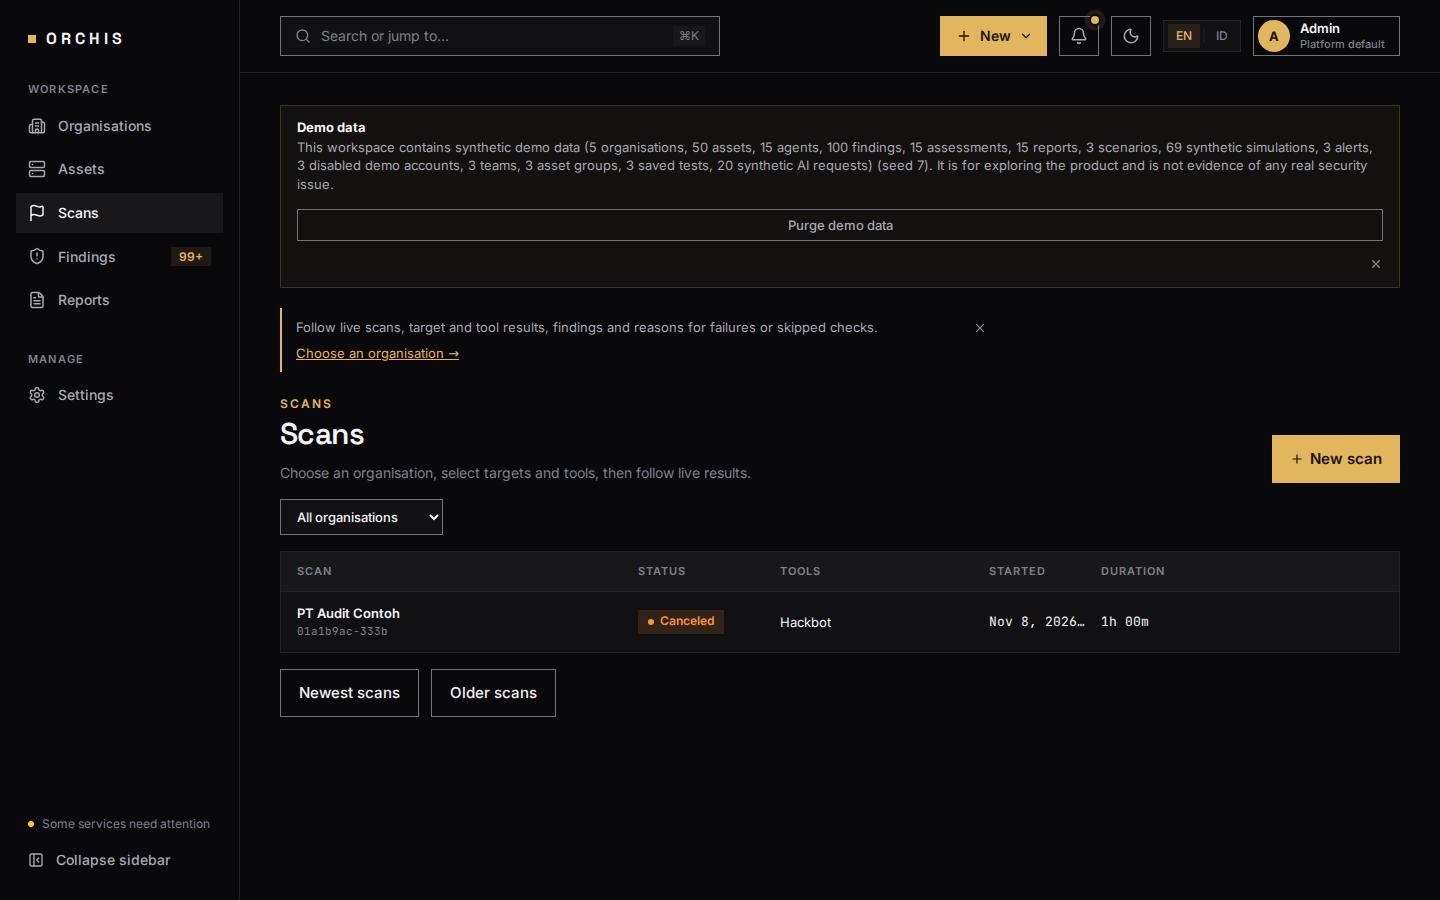 ORCHIS
Search or jump to...
⌘K
New
EN
ID
A
Admin
Platform default
WORKSPACE
Organisations
Assets
Scans
Findings
99+
Reports
MANAGE
Settings
Some services need attention
Collapse sidebar
Demo data
This workspace contains synthetic demo data (5 organisations, 50 assets, 15 agents, 100 findings, 15 assessments, 15 reports, 3 scenarios, 69 synthetic simulations, 3 alerts,
3 disabled demo accounts, 3 teams, 3 asset groups, 3 saved tests, 20 synthetic AI requests) (seed 7). It is for exploring the product and is not evidence of any real security
issue.
Purge demo data
Follow live scans, target and tool results, findings and reasons for failures or skipped checks.
Choose an organisation →
SCANS
Scans
Choose an organisation, select targets and tools, then follow live results.
+ New scan
All organisations
SCAN STATUS TOOLS STARTED DURATION
PT Audit Contoh
01a1b9ac-333b
Canceled
Hackbot
Nov 8, 2026…
1h 00m
Newest scans
Older scans